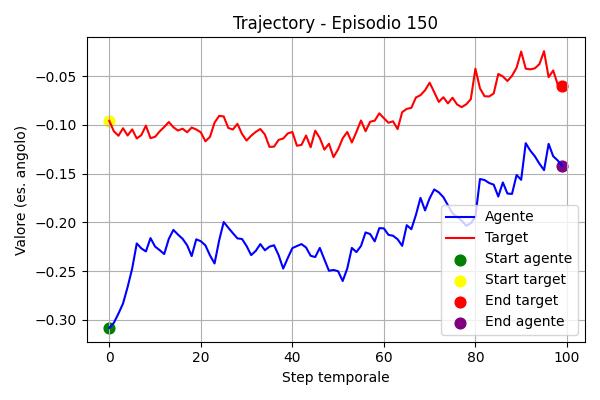 Trajectory - Episodio 150
Valore (es. angolo)
−0.05
−0.10
−0.15
−0.20
−0.25
−0.30
0
20
40
60
80
100
Step temporale
Agente
Target
Start agente
Start target
End target
End agente